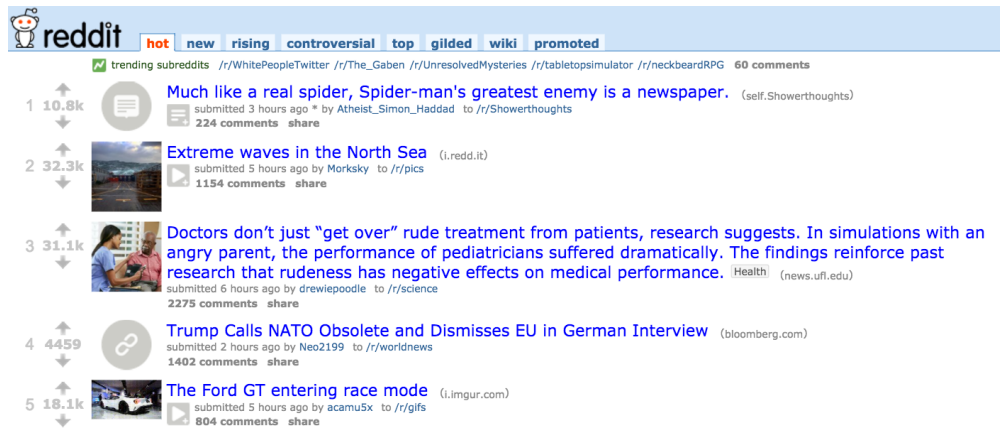 reddit
hot new rising controversial top gilded wiki promoted
trending subreddits /r/WhitePeopleTwitter /r/The_Gaben /r/UnresolvedMysteries /r/tabletopsimulator /r/neckbeardRPG 60 comments
1 10.8k
Much like a real spider, Spider-man's greatest enemy is a newspaper. (self.Showerthoughts)
submitted 3 hours ago * by Atheist_Simon_Haddad to /r/Showerthoughts
224 comments share
2 32.3k
Extreme waves in the North Sea (i.redd.it)
submitted 5 hours ago by Morksky to /r/pics
1154 comments share
3 31.1k
Doctors don’t just “get over” rude treatment from patients, research suggests. In simulations with an
angry parent, the performance of pediatricians suffered dramatically. The findings reinforce past
research that rudeness has negative effects on medical performance. Health (news.ufl.edu)
submitted 6 hours ago by drewiepoodle to /r/science
2275 comments share
4 4459
Trump Calls NATO Obsolete and Dismisses EU in German Interview (bloomberg.com)
submitted 2 hours ago by Neo2199 to /r/worldnews
1402 comments share
5 18.1k
The Ford GT entering race mode (i.imgur.com)
submitted 5 hours ago by acamu5x to /r/gifs
804 comments share